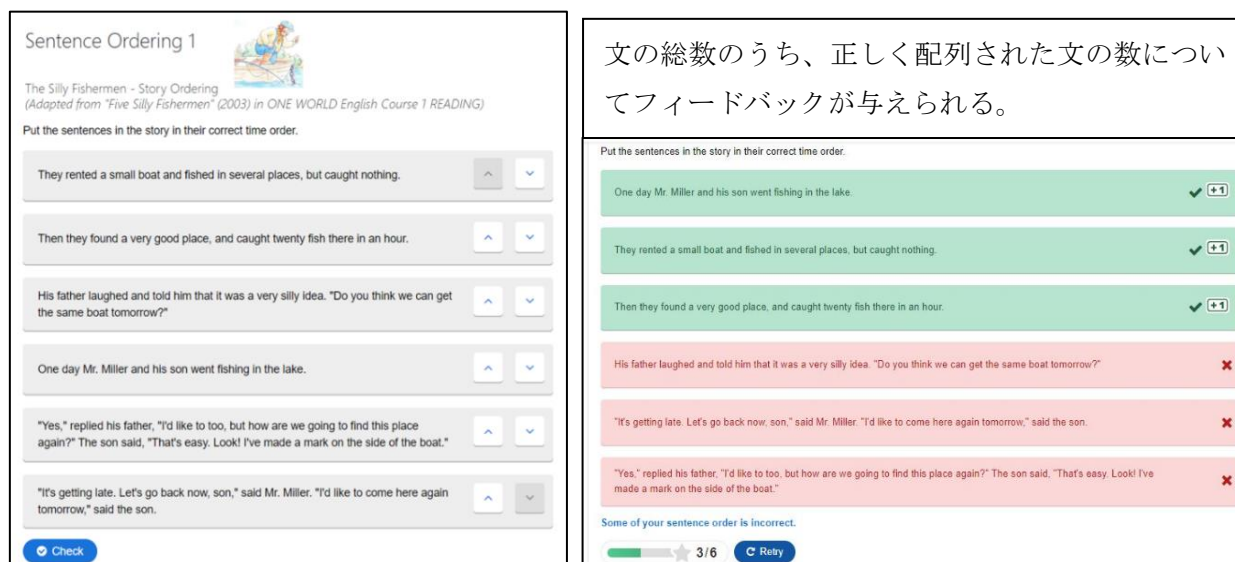 Sentence Ordering 1
The Silly Fishermen - Story Ordering
(Adapted from "Five Silly Fishermen" (2003) in ONE WORLD English Course 1 READING)
Put the sentences in the story in their correct time order.
They rented a small boat and fished in several places, but caught nothing.
Then they found a very good place, and caught twenty fish there in an hour.
His father laughed and told him that it was a very silly idea. "Do you think we can get
the same boat tomorrow?"
One day Mr. Miller and his son went fishing in the lake.
"Yes," replied his father, "I'd like to too, but how are we going to find this place
again?" The son said, "That's easy. Look! I've made a mark on the side of the boat."
"It's getting late. Let's go back now, son," said Mr. Miller. "I'd like to come here again
tomorrow," said the son.
Check
文の総数のうち、正しく配列された文の数につい
てフィードバックが与えられる。
Put the sentences in the story in their correct time order.
One day Mr. Miller and his son went fishing in the lake.
+1
They rented a small boat and fished in several places, but caught nothing.
+1
Then they found a very good place, and caught twenty fish there in an hour.
+1
His father laughed and told him that it was a very silly idea. "Do you think we can get the same boat tomorrow?"
"It's getting late. Let's go back now, son," said Mr. Miller. "I'd like to come here again tomorrow," said the son.
"Yes," replied his father, "I'd like to too, but how are we going to find this place again?" The son said, "That's easy. Look! I've
made a mark on the side of the boat."
Some of your sentence order is incorrect.
3/6
Retry